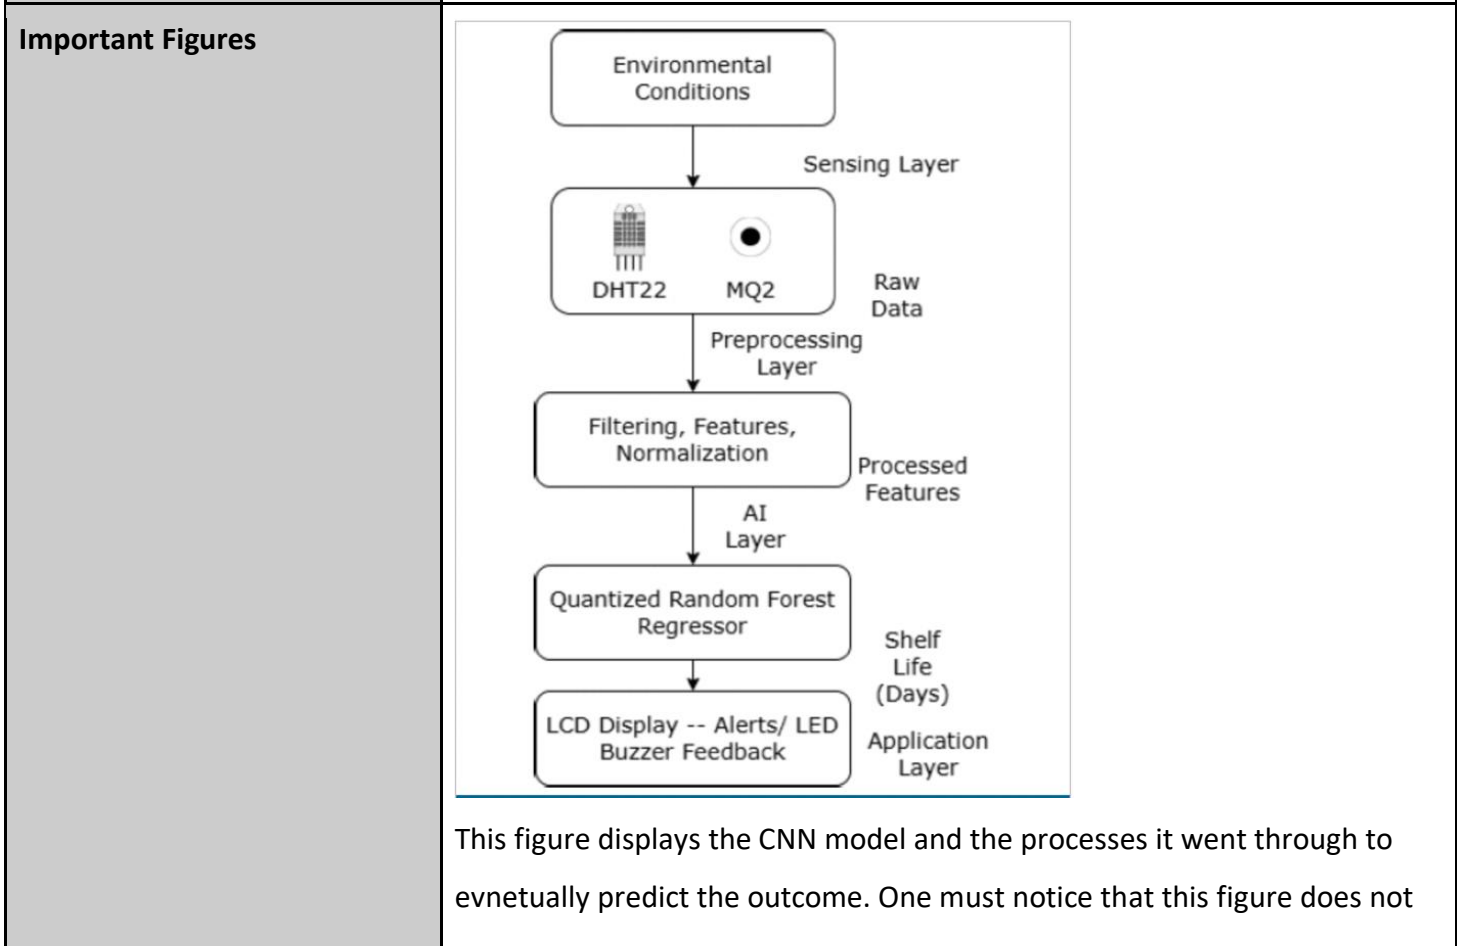 Important Figures
Environmental
Conditions
Sensing Layer
DHT22
MQ2
Raw
Data
Preprocessing
Layer
Filtering, Features,
Normalization
Processed
Features
AI
Layer
Quantized Random Forest
Regressor
Shelf
Life
(Days)
LCD Display -- Alerts/ LED
Buzzer Feedback
Application
Layer
This figure displays the CNN model and the processes it went through to
evnetually predict the outcome. One must notice that this figure does not